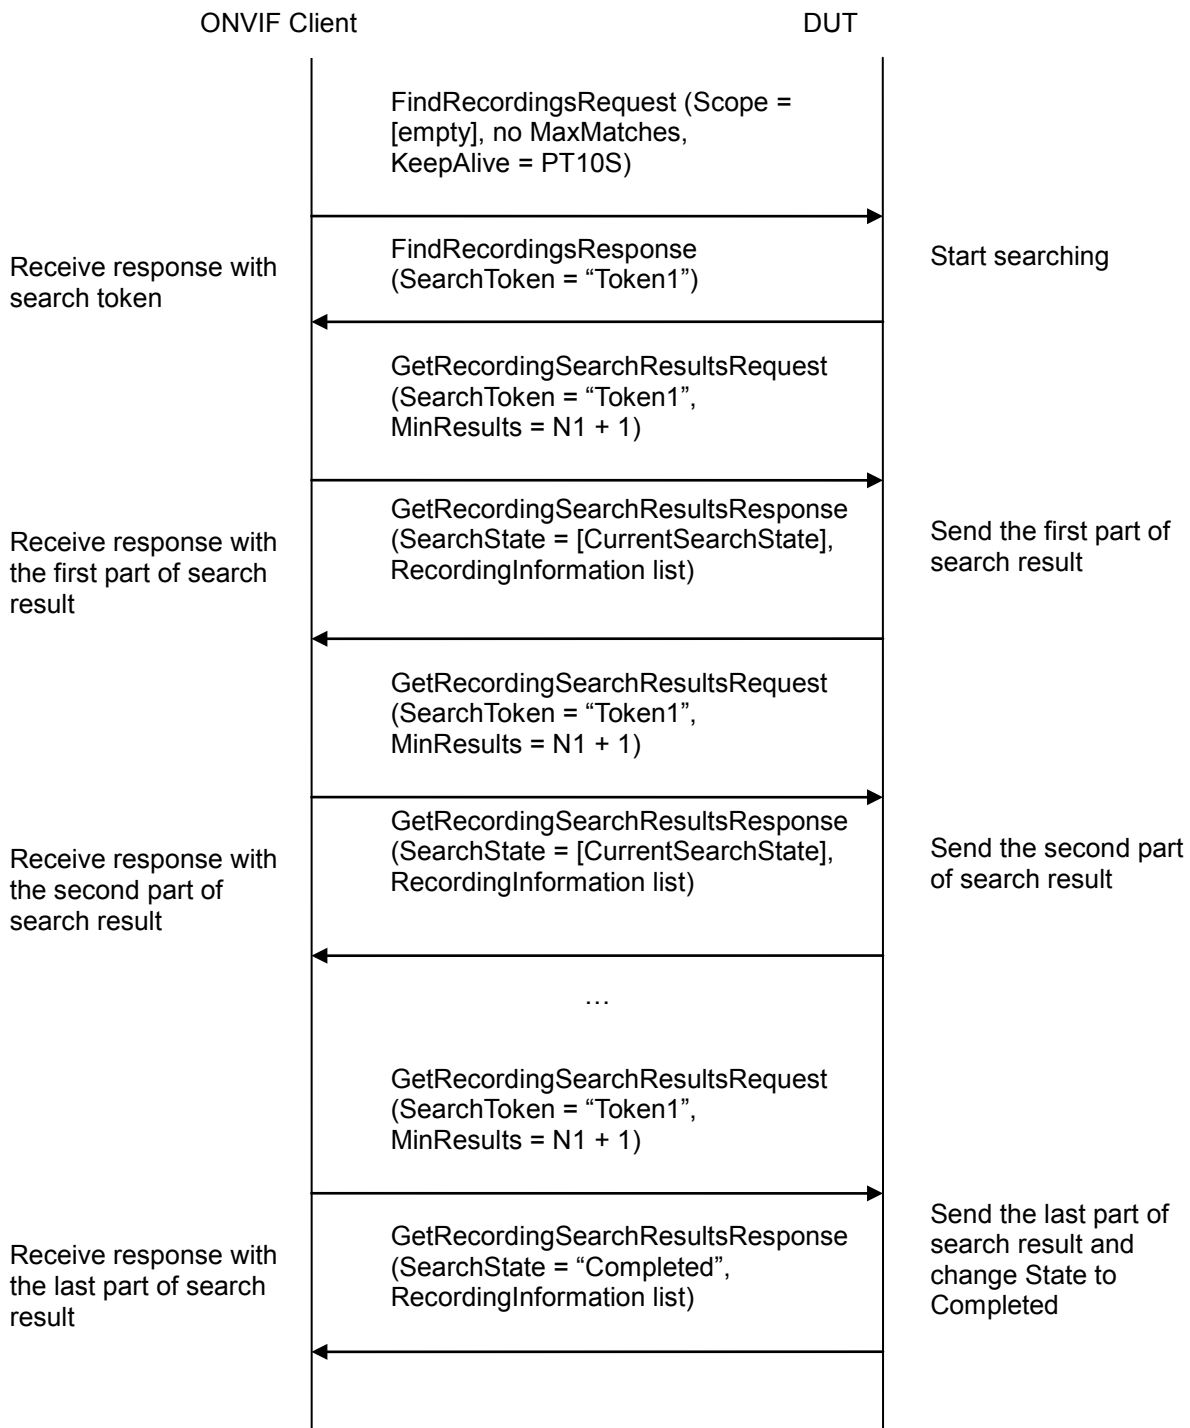 ONVIF Client
DUT
FindRecordingsRequest (Scope =
[empty], no MaxMatches,
KeepAlive = PT10S)
Start searching
Receive response with
search token
FindRecordingsResponse
(SearchToken = “Token1”)
GetRecordingSearchResultsRequest
(SearchToken = “Token1”,
MinResults = N1 + 1)
Send the first part of
search result
Receive response with
the first part of search
result
GetRecordingSearchResultsResponse
(SearchState = [CurrentSearchState],
RecordingInformation list)
GetRecordingSearchResultsRequest
(SearchToken = “Token1”,
MinResults = N1 + 1)
Send the second part
of search result
Receive response with
the second part of
search result
GetRecordingSearchResultsResponse
(SearchState = [CurrentSearchState],
RecordingInformation list)
…
GetRecordingSearchResultsRequest
(SearchToken = “Token1”,
MinResults = N1 + 1)
Send the last part of
search result and
change State to
Completed
Receive response with
the last part of search
result
GetRecordingSearchResultsResponse
(SearchState = “Completed”,
RecordingInformation list)